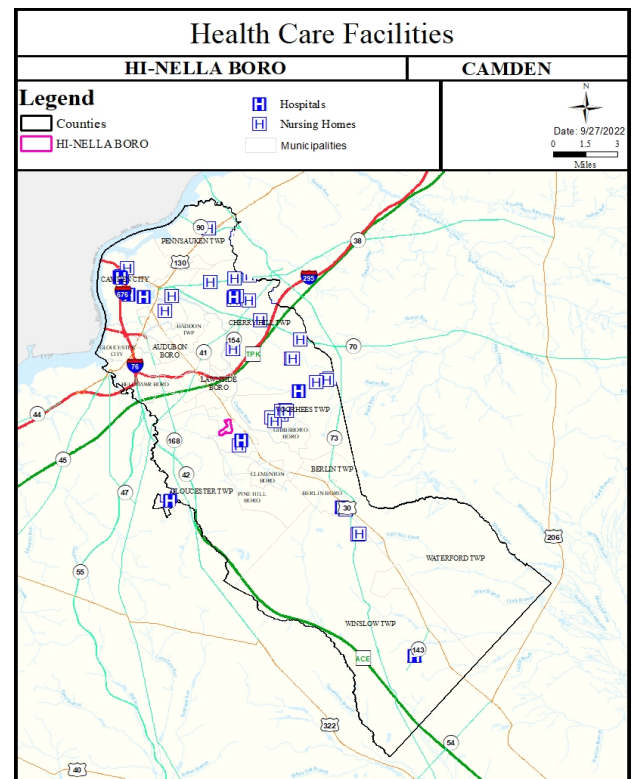 Health Care Facilities
HI-NELLA BORO
CAMDEN
Legend
Counties
HI-NELLA BORO
H Hospitals
H Nursing Homes
Municipalities
N
Date: 9/27/2022
0 1.5 3
Miles
90
PENNSAUKEN TWP
38
130
295
676
HADDON
TWP
CHERRY HILL TWP
GLOUCESTER
CITY
AUDUBON
BORO
154
41
TPK
70
76
BELLMAWR BORO
BORO
44
VOORHEES TWP
GIBBSBORO
BORO
168
73
45
42
BERLIN TWP
CLEMENTON
BORO
47
GLOUCESTER TWP
PINE HILL
BORO
BERLIN BORO
30
206
55
WATERFORD TWP
WINSLOW TWP
143
ACE
322
54
40